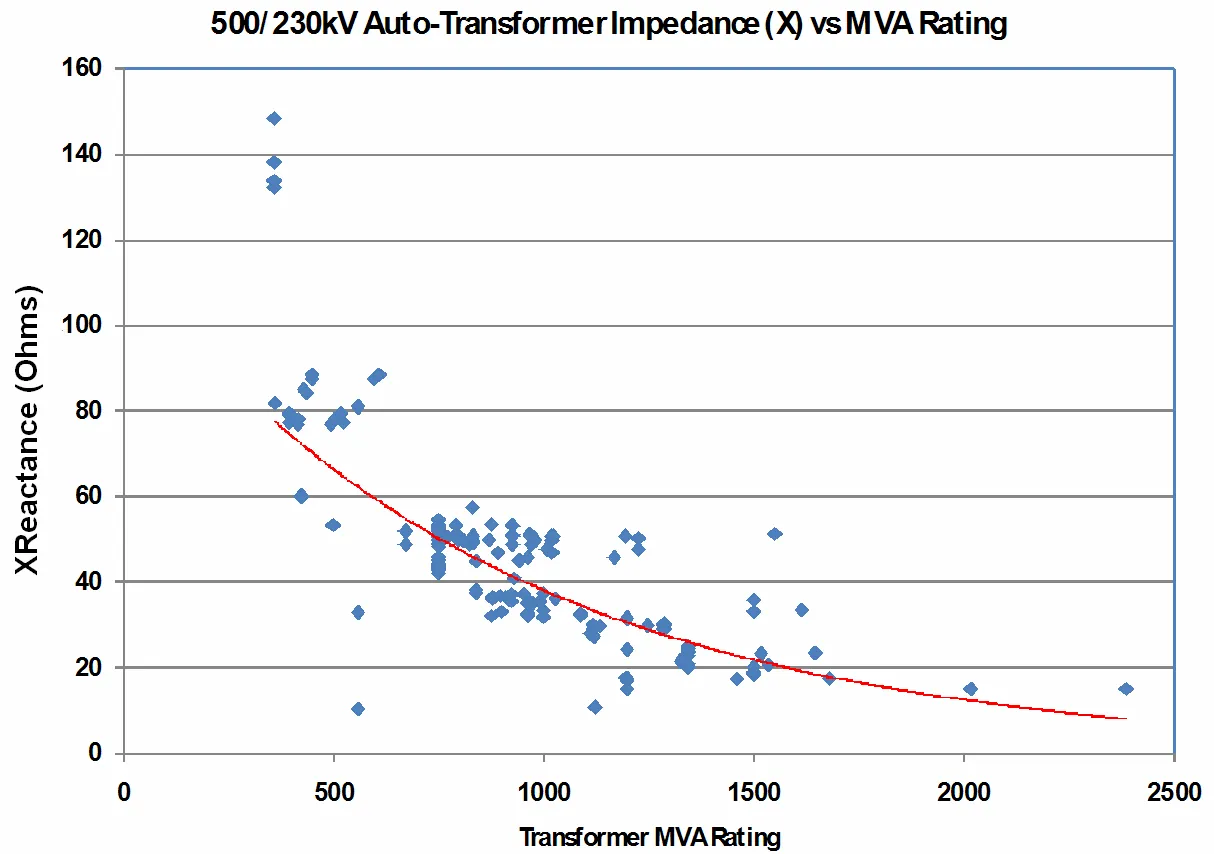 500/ 230kV Auto-Transformer Impedance (X) vs MVA Rating
160
140
120
100
80
60
40
20
0
XReactance (Ohms)
0 500 1000 1500 2000 2500
Transformer MVA Rating